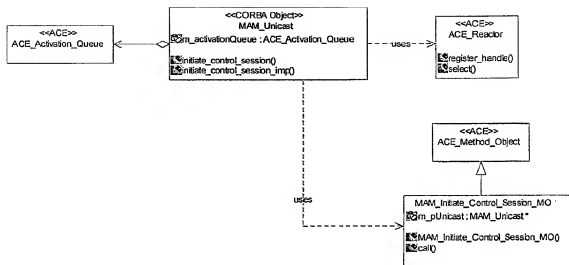 <<ACE>>
ACE_Activation_Queue
<<CORBA Object>>
MAM_Unicast
m_activationQueue : ACE_Activation_Queue
initiate_control_session()
initiate_control_session_imp()
uses
<<ACE>>
ACE_Reactor
register_handle()
select()
<<ACE>>
ACE_Method_Object
uses
MAM_Initiate_Control_Session_MO
m_pUnicast : MAM_Unicast *
MAM_Initiate_Control_Session_MO()
call()